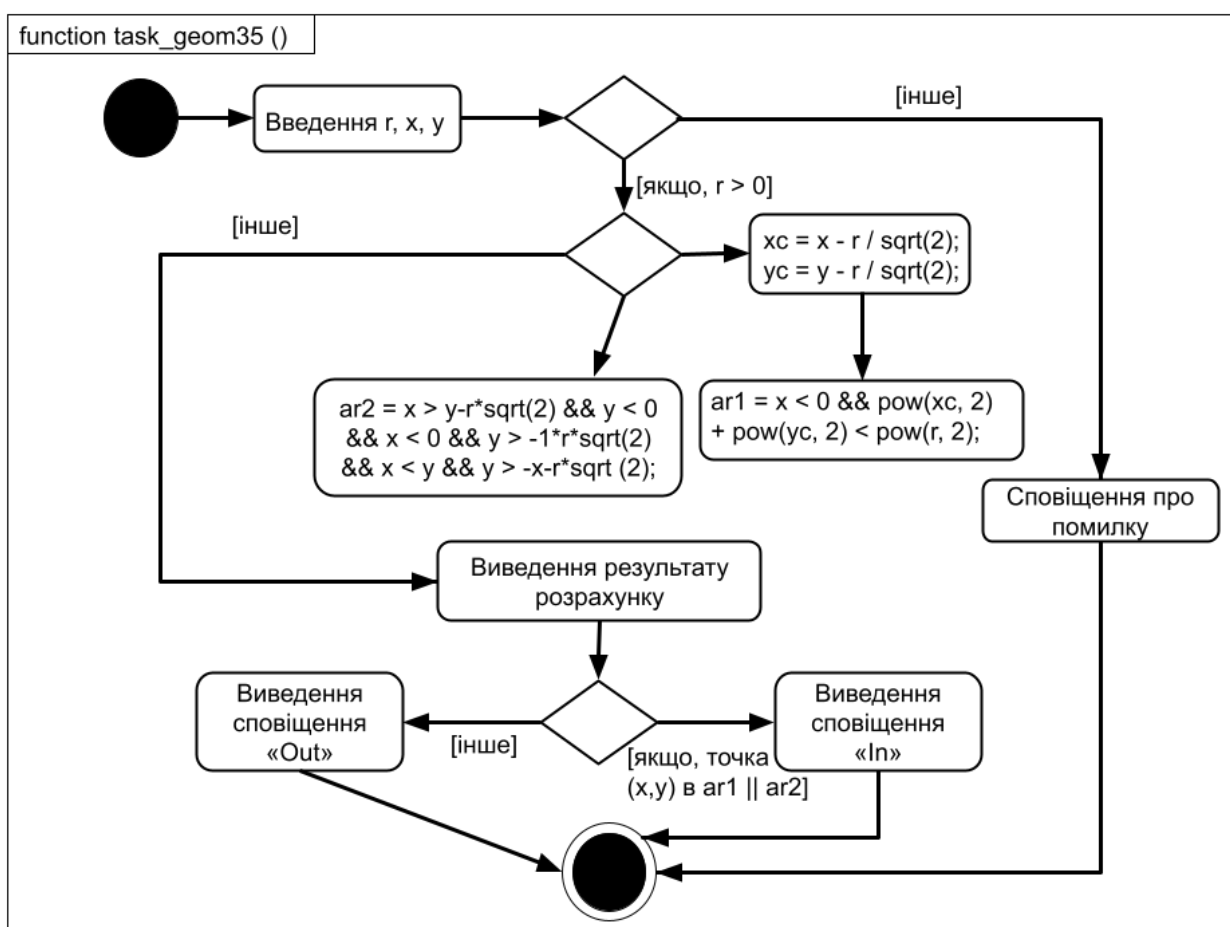 function task_geom35 ()
Введення r, x, y
[інше]
[якщо, r > 0]
[інше]
xc = x - r / sqrt(2);
yc = y - r / sqrt(2);
ar2 = x > y-r*sqrt(2) && y < 0
&& x < 0 && y > -1*r*sqrt(2)
&& x < y && y > -x-r*sqrt (2);
ar1 = x < 0 && pow(xc, 2)
+ pow(yc, 2) < pow(r, 2);
Сповіщення про
помилку
Виведення результату
розрахунку
Виведення
сповіщення
«Out»
[інше]
[якщо, точка
(x,y) в ar1 || ar2]
Виведення
сповіщення
«In»